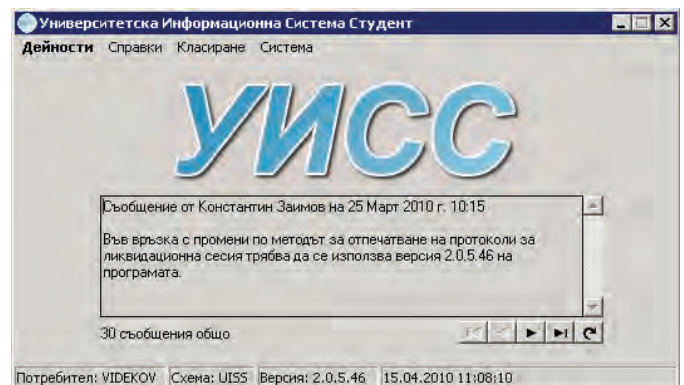 Университетска Информационна Система Студент
Дейности Справки Класиране Система
УИСС
Съобщение от Константин Заимов на 25 Март 2010 г. 10:15
Във връзка с промени по методът за отпечатване на протоколи за
ликвидационна сесия трябва да се използва версия 2.0.5.46 на
програмата.
30 съобщения общо
Потребител: VIDEKOV Схема: UISS Версия: 2.0.5.46 15.04.2010 11:08:10